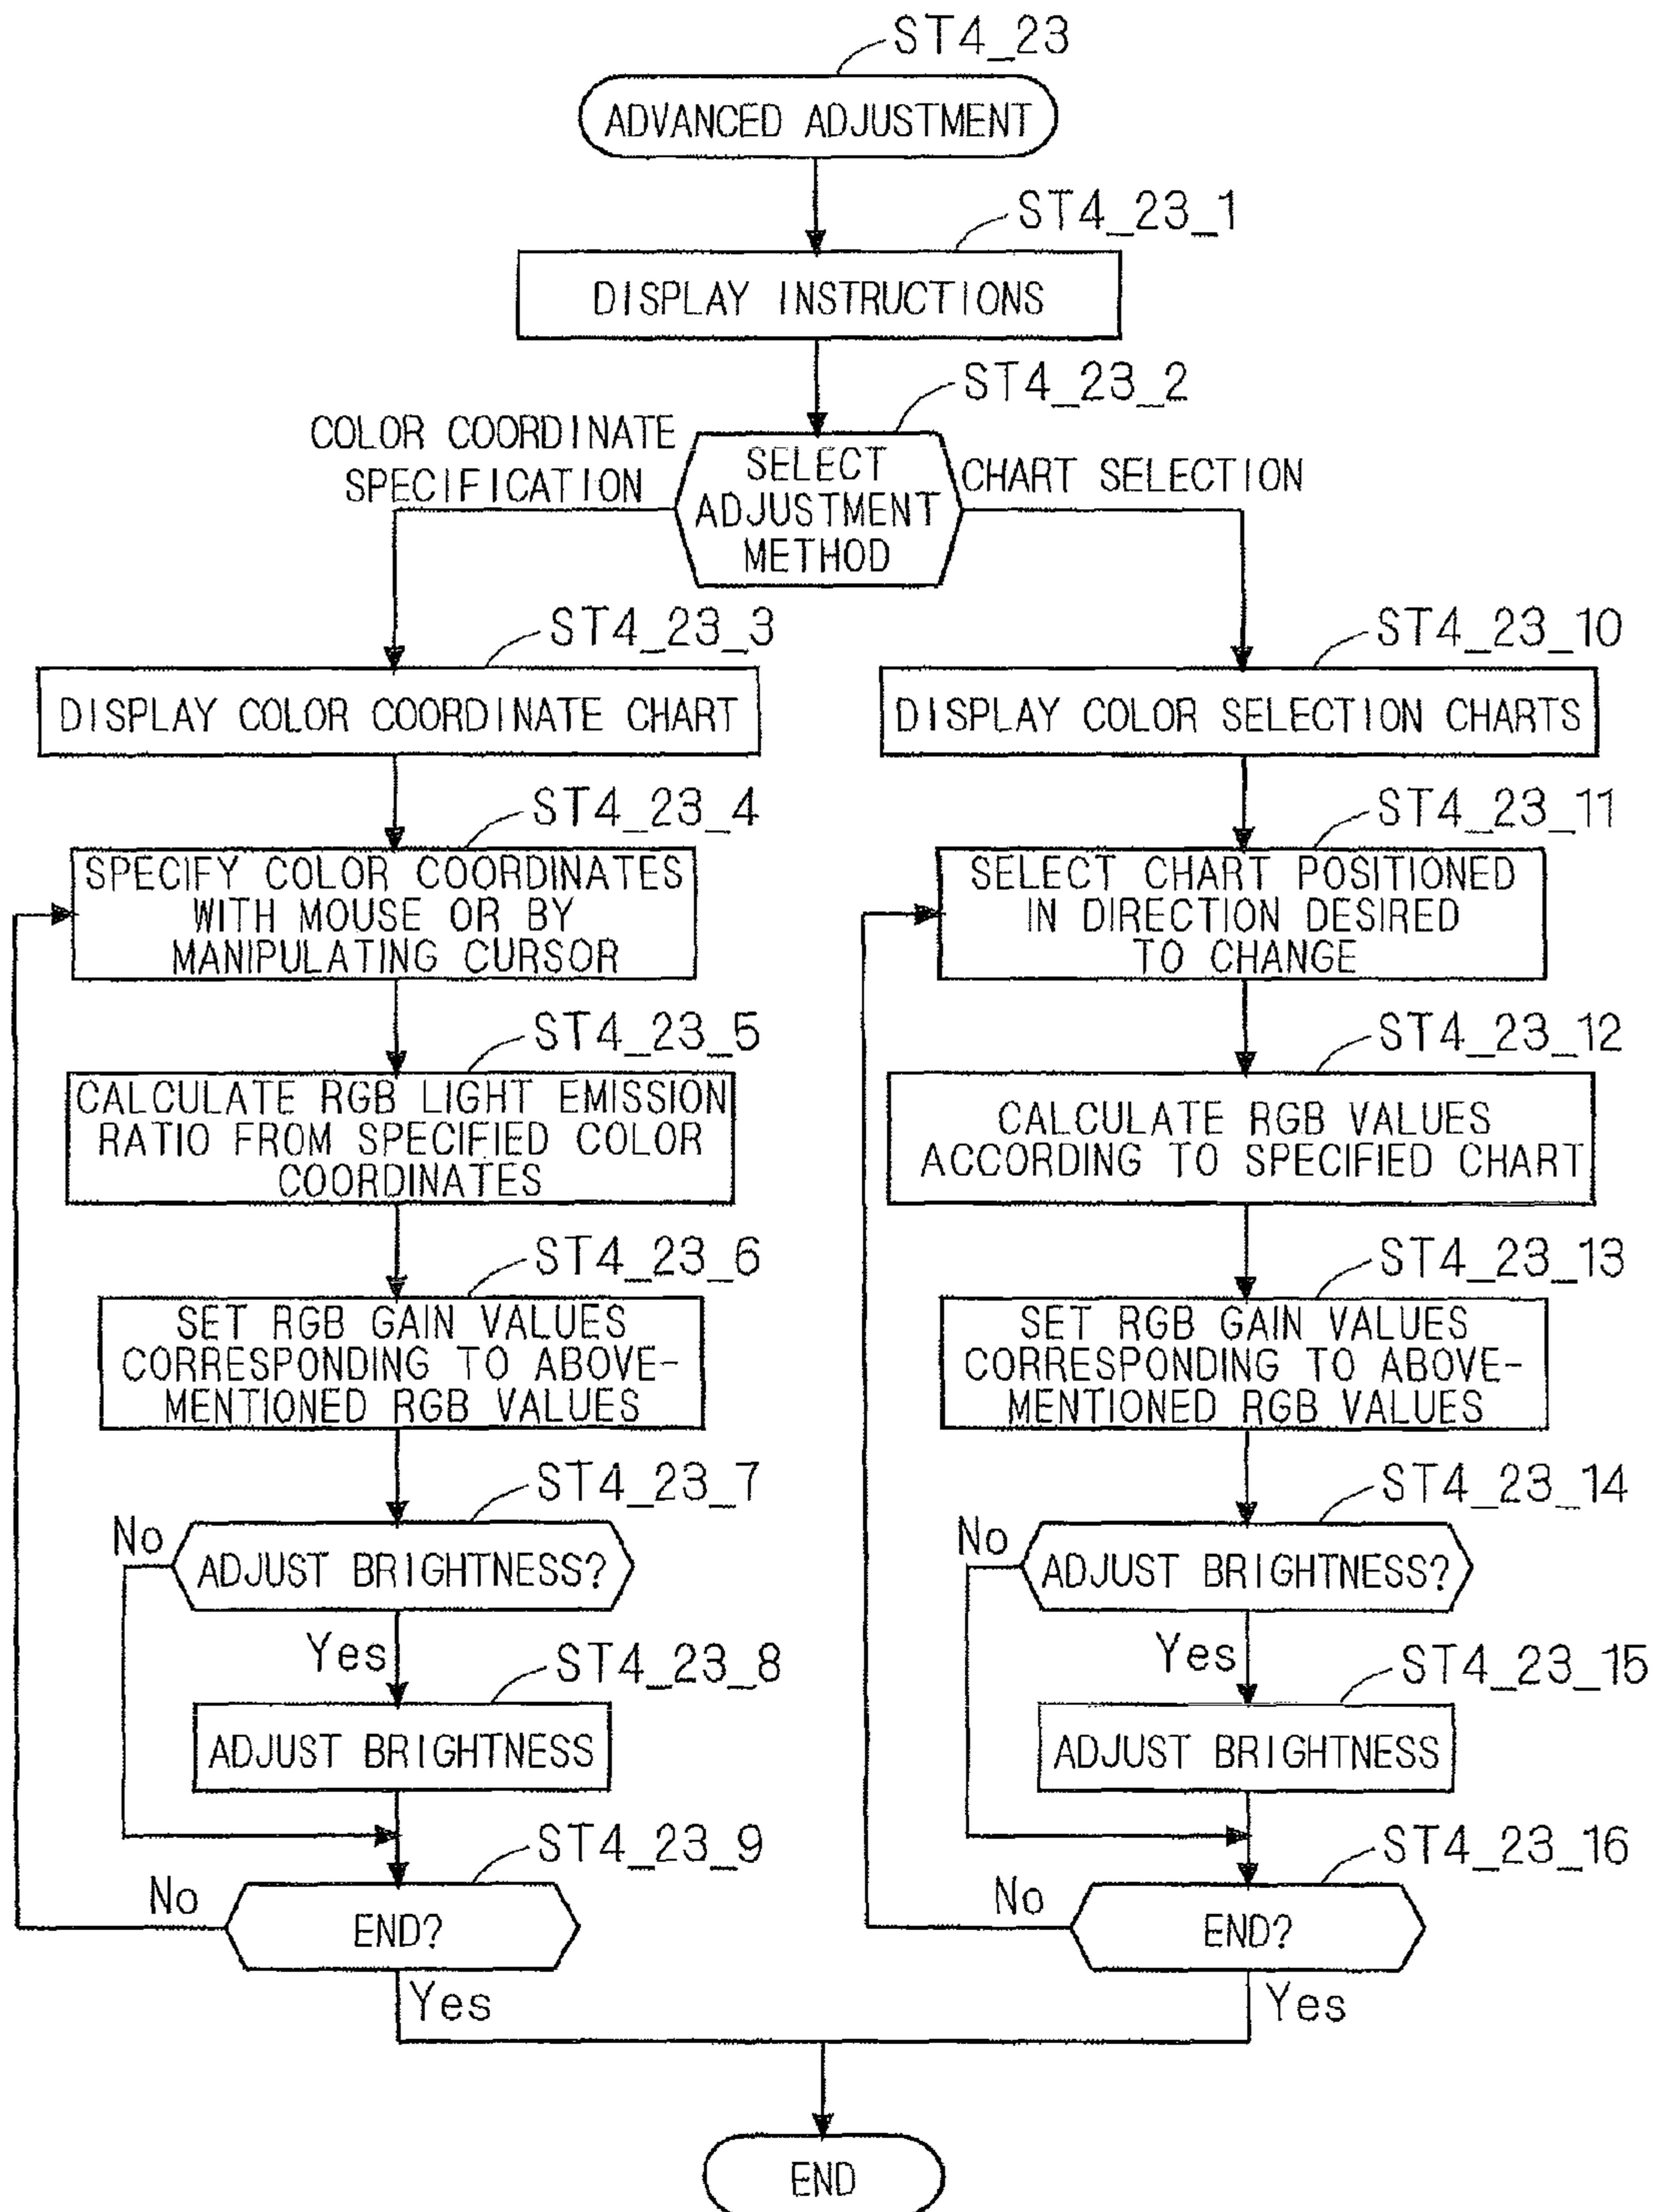 ST4_23
ADVANCED ADJUSTMENT
ST4_23_1
DISPLAY INSTRUCTIONS
ST4_23_2
COLOR COORDINATE
SPECIFICATION
SELECT
ADJUSTMENT
METHOD
CHART SELECTION
ST4_23_3
DISPLAY COLOR COORDINATE CHART
ST4_23_4
SPECIFY COLOR COORDINATES
WITH MOUSE OR BY
MANIPULATING CURSOR
ST4_23_5
CALCULATE RGB LIGHT EMISSION
RATIO FROM SPECIFIED COLOR
COORDINATES
ST4_23_6
SET RGB GAIN VALUES
CORRESPONDING TO ABOVE-
MENTIONED RGB VALUES
ST4_23_7
No
ADJUST BRIGHTNESS?
Yes
ST4_23_8
ADJUST BRIGHTNESS
ST4_23_9
No
END?
Yes
ST4_23_10
DISPLAY COLOR SELECTION CHARTS
ST4_23_11
SELECT CHART POSITIONED
IN DIRECTION DESIRED
TO CHANGE
ST4_23_12
CALCULATE RGB VALUES
ACCORDING TO SPECIFIED CHART
ST4_23_13
SET RGB GAIN VALUES
CORRESPONDING TO ABOVE-
MENTIONED RGB VALUES
ST4_23_14
No
ADJUST BRIGHTNESS?
Yes
ST4_23_15
ADJUST BRIGHTNESS
ST4_23_16
No
END?
Yes
END